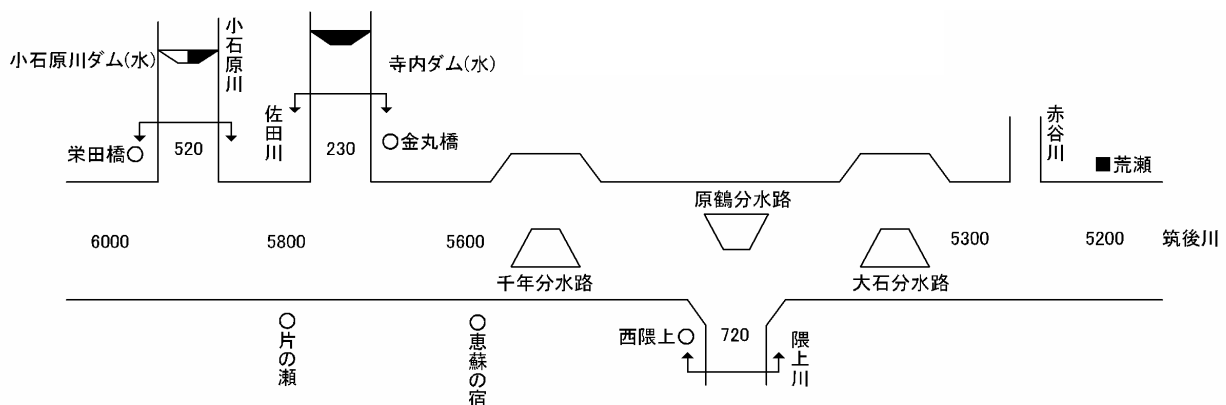 小石原川ダム(水)
小石原川
寺内ダム(水)
佐田川
栄田橋
520
230
金丸橋
赤谷川
荒瀬
原鶴分水路
6000
5800
5600
5300
5200
筑後川
千年分水路
大石分水路
片の瀬
恵蘇の宿
西隈上
720
隈上川